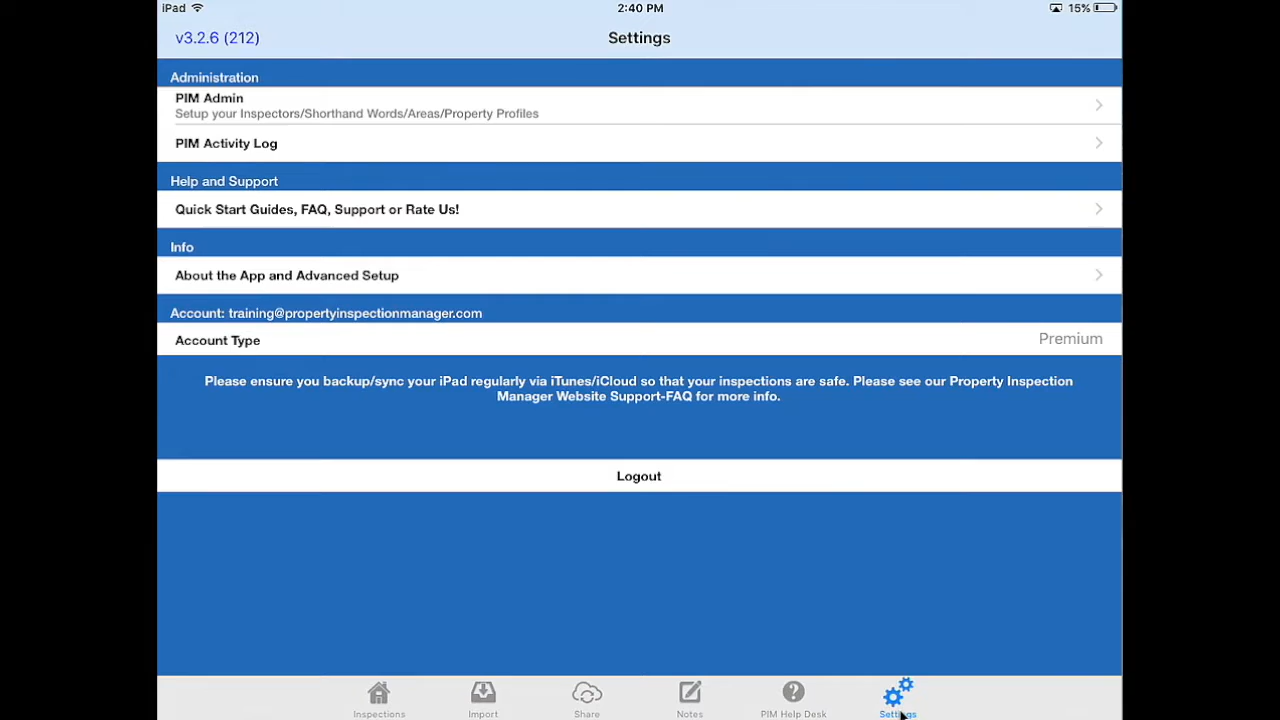 iPad 2:40 PM 15%
v3.2.6 (212) Settings
Administration
PIM Admin
Setup your Inspectors/Shorthand Words/Areas/Property Profiles
PIM Activity Log
Help and Support
Quick Start Guides, FAQ, Support or Rate Us!
Info
About the App and Advanced Setup
Account: training@propertyinspectionmanager.com
Account Type Premium
Please ensure you backup/sync your iPad regularly via iTunes/iCloud so that your inspections are safe. Please see our Property Inspection
Manager Website Support-FAQ for more info.
Logout
Inspections Import Share Notes PIM Help Desk Settings